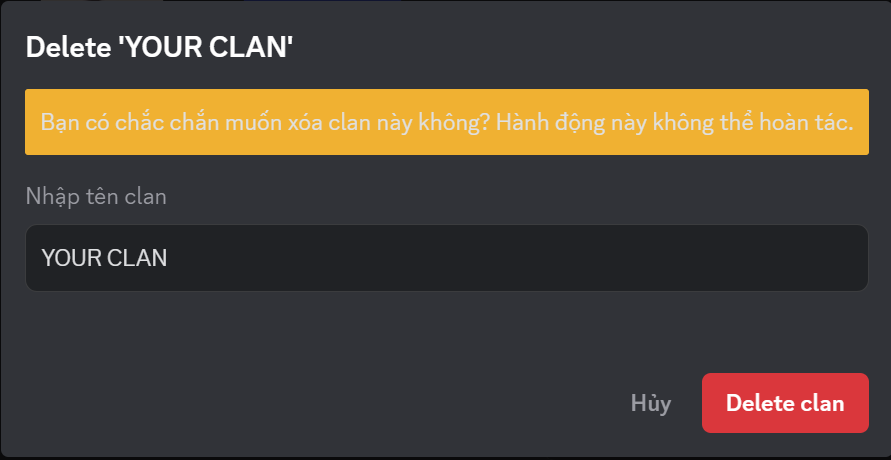 Delete 'YOUR CLAN'
Bạn có chắc chắn muốn xóa clan này không? Hành động này không thể hoàn tác.
Nhập tên clan
YOUR CLAN
Hủy
Delete clan